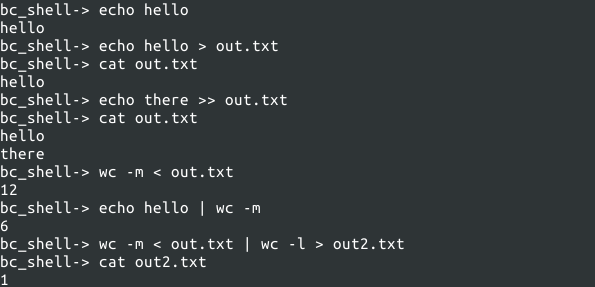 bc_shell-> echo hello
hello
bc_shell-> echo hello > out.txt
bc_shell-> cat out.txt
hello
bc_shell-> echo there >> out.txt
bc_shell-> cat out.txt
hello
there
bc_shell-> wc -m < out.txt
12
bc_shell-> echo hello | wc -m
6
bc_shell-> wc -m < out.txt | wc -l > out2.txt
bc_shell-> cat out2.txt
1